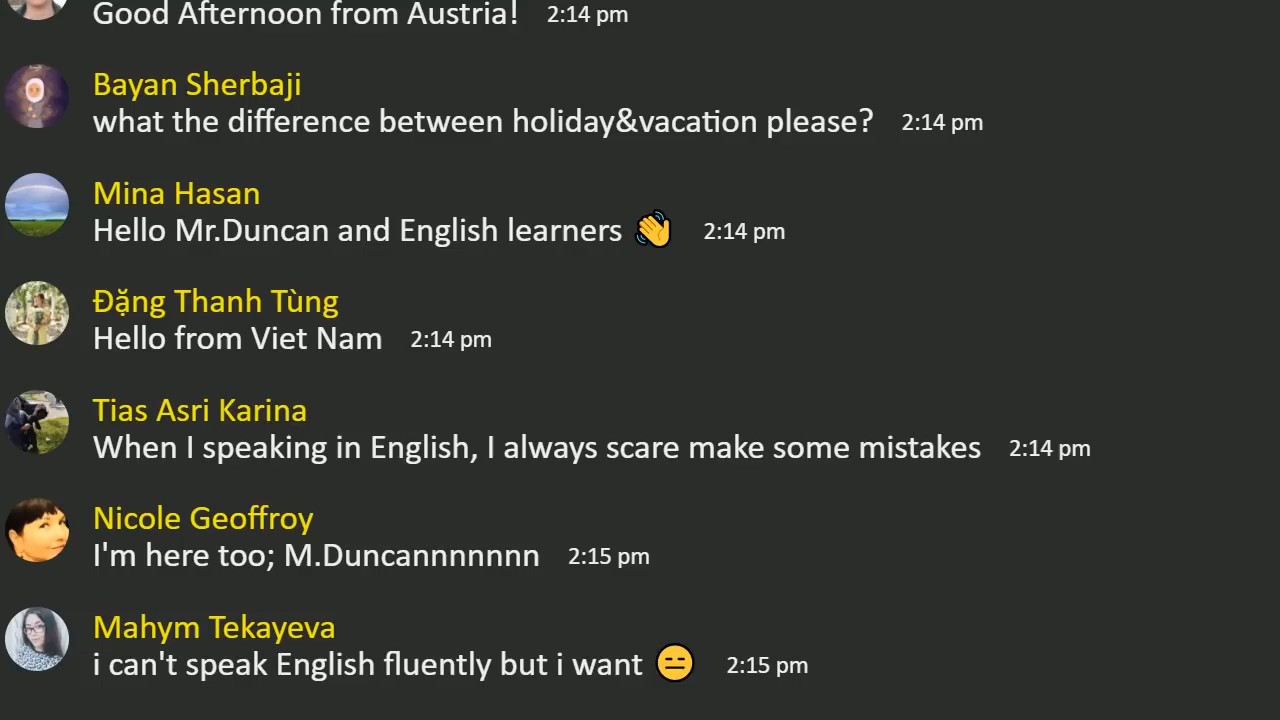 Good Afternoon from Austria! 2:14 pm
Bayan Sherbaji
what the difference between holiday&vacation please? 2:14 pm
Mina Hasan
Hello Mr.Duncan and English learners 👋 2:14 pm
Đặng Thanh Tùng
Hello from Viet Nam 2:14 pm
Tias Asri Karina
When I speaking in English, I always scare make some mistakes 2:14 pm
Nicole Geoffroy
I'm here too; M.Duncannnnnnn 2:15 pm
Mahym Tekayeva
i can't speak English fluently but i want 😑 2:15 pm